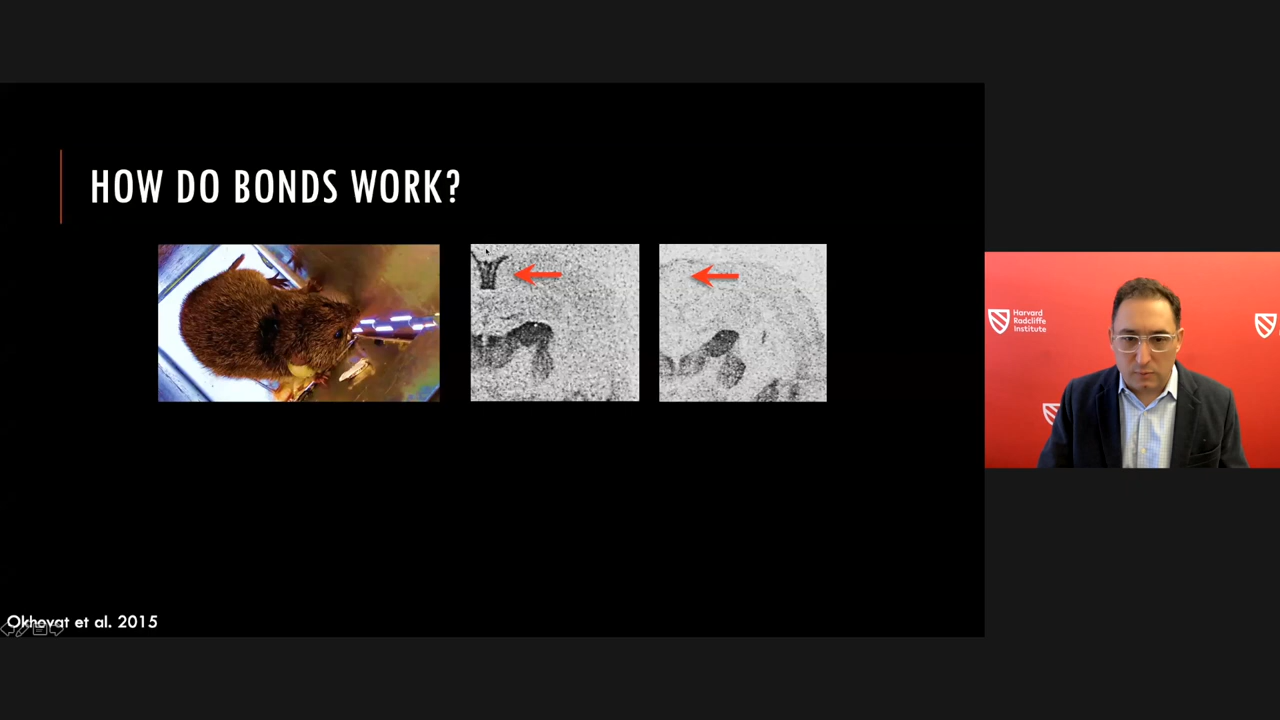 HOW DO BONDS WORK?
Harvard
Radcliffe
Institute
Okhovat et al. 2015